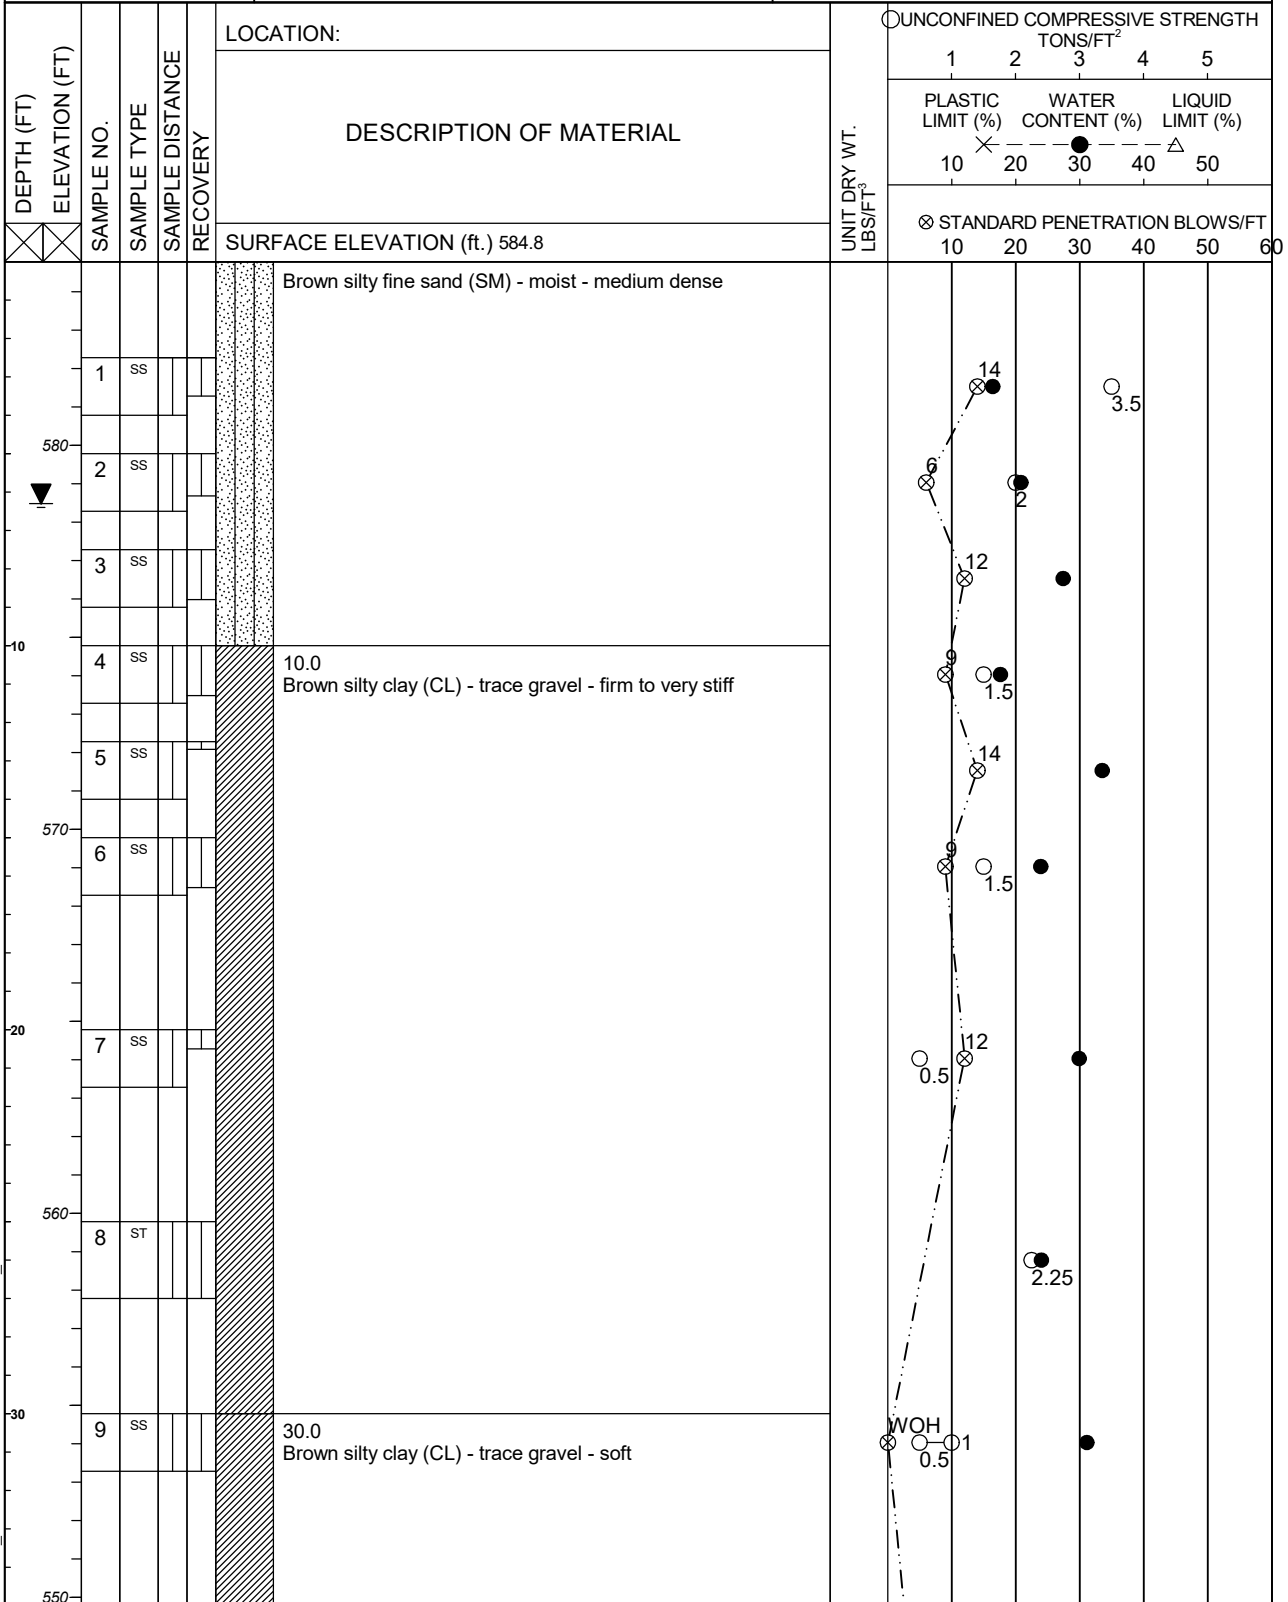 LOCATION:
DESCRIPTION OF MATERIAL
SURFACE ELEVATION (ft.) 584.8
DEPTH (FT)
ELEVATION (FT)
SAMPLE NO.
SAMPLE TYPE
SAMPLE DISTANCE
RECOVERY
UNIT DRY WT.
LBS/FT³
UNCONFINED COMPRESSIVE STRENGTH
TONS/FT²
1 2 3 4 5
PLASTIC LIMIT (%)
WATER CONTENT (%)
LIQUID LIMIT (%)
10 20 30 40 50
STANDARD PENETRATION BLOWS/FT
10 20 30 40 50 60
Brown silty fine sand (SM) - moist - medium dense
1 SS 14 3.5
580
2 SS 6 2
3 SS 12
10
4 SS 9 1.5
10.0
Brown silty clay (CL) - trace gravel - firm to very stiff
5 SS 14
570
6 SS 9 1.5
20
7 SS 12 0.5
560
8 ST 2.25
30
9 SS WOH 0.5 1
30.0
Brown silty clay (CL) - trace gravel - soft
550